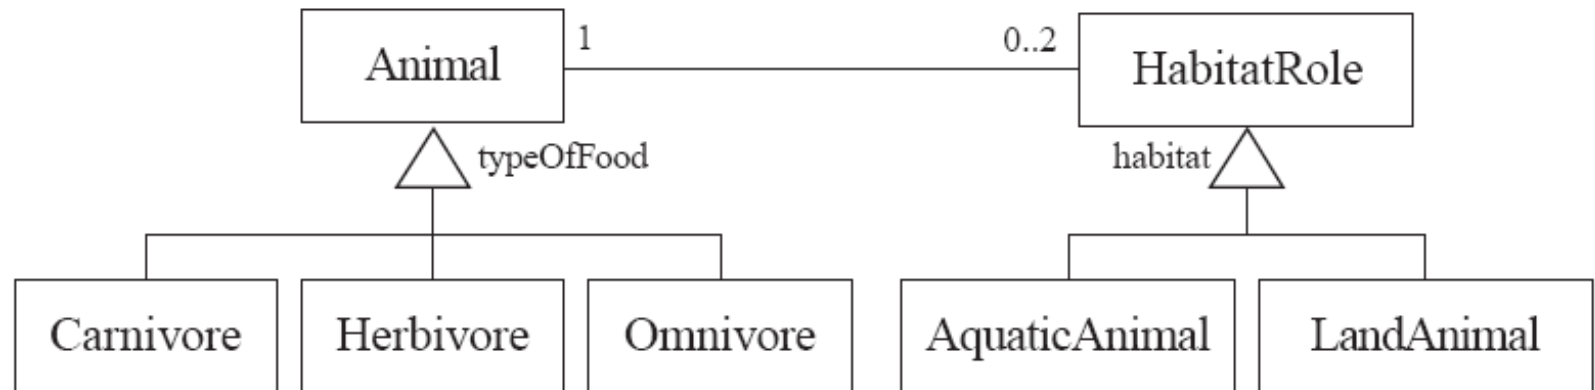 Animal
1
0..2
HabitatRole
typeOfFood
habitat
Carnivore
Herbivore
Omnivore
AquaticAnimal
LandAnimal